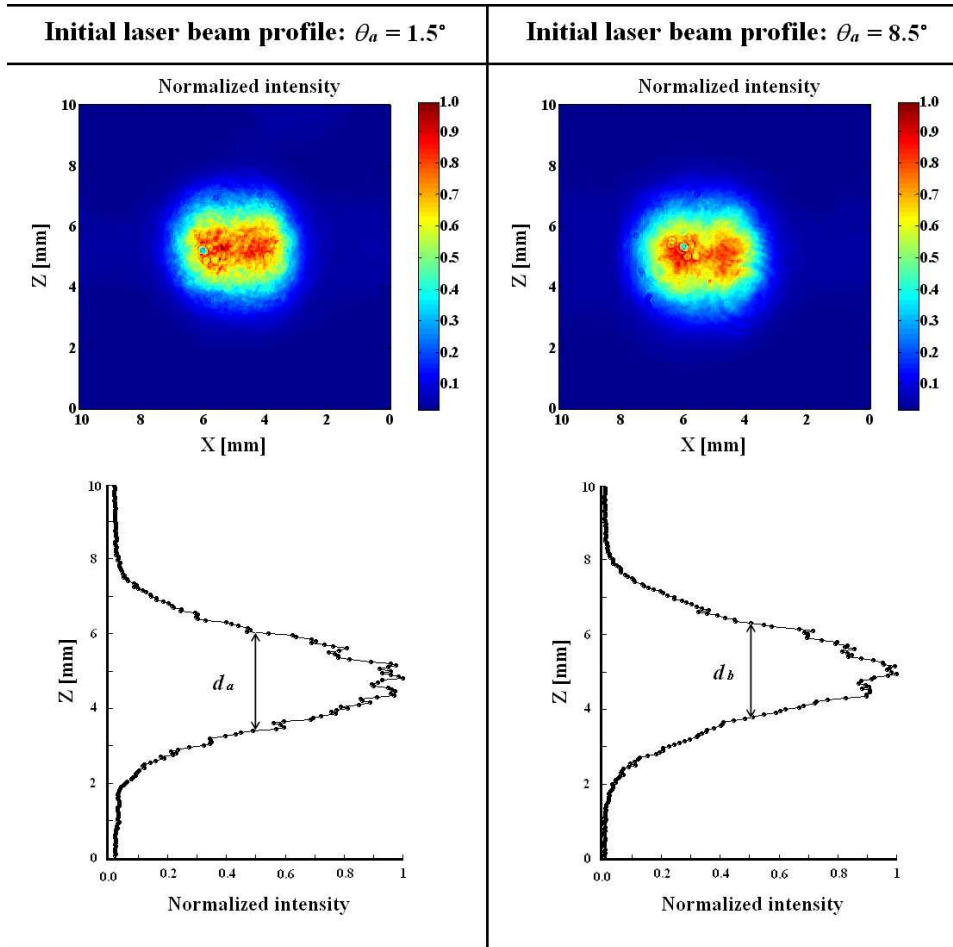 Initial laser beam profile: θa = 1.5°
Initial laser beam profile: θa = 8.5°
Normalized intensity
10
8
6
4
2
0
Z [mm]
10 8 6 4 2 0
X [mm]
1.0
0.9
0.8
0.7
0.6
0.5
0.4
0.3
0.2
0.1
Normalized intensity
10
8
6
4
2
0
Z [mm]
10 8 6 4 2 0
X [mm]
1.0
0.9
0.8
0.7
0.6
0.5
0.4
0.3
0.2
0.1
10
8
6
4
2
0
Z [mm]
da
0.0 0.2 0.4 0.6 0.8 1
Normalized intensity
10
8
6
4
2
0
Z [mm]
db
0.0 0.2 0.4 0.6 0.8 1
Normalized intensity